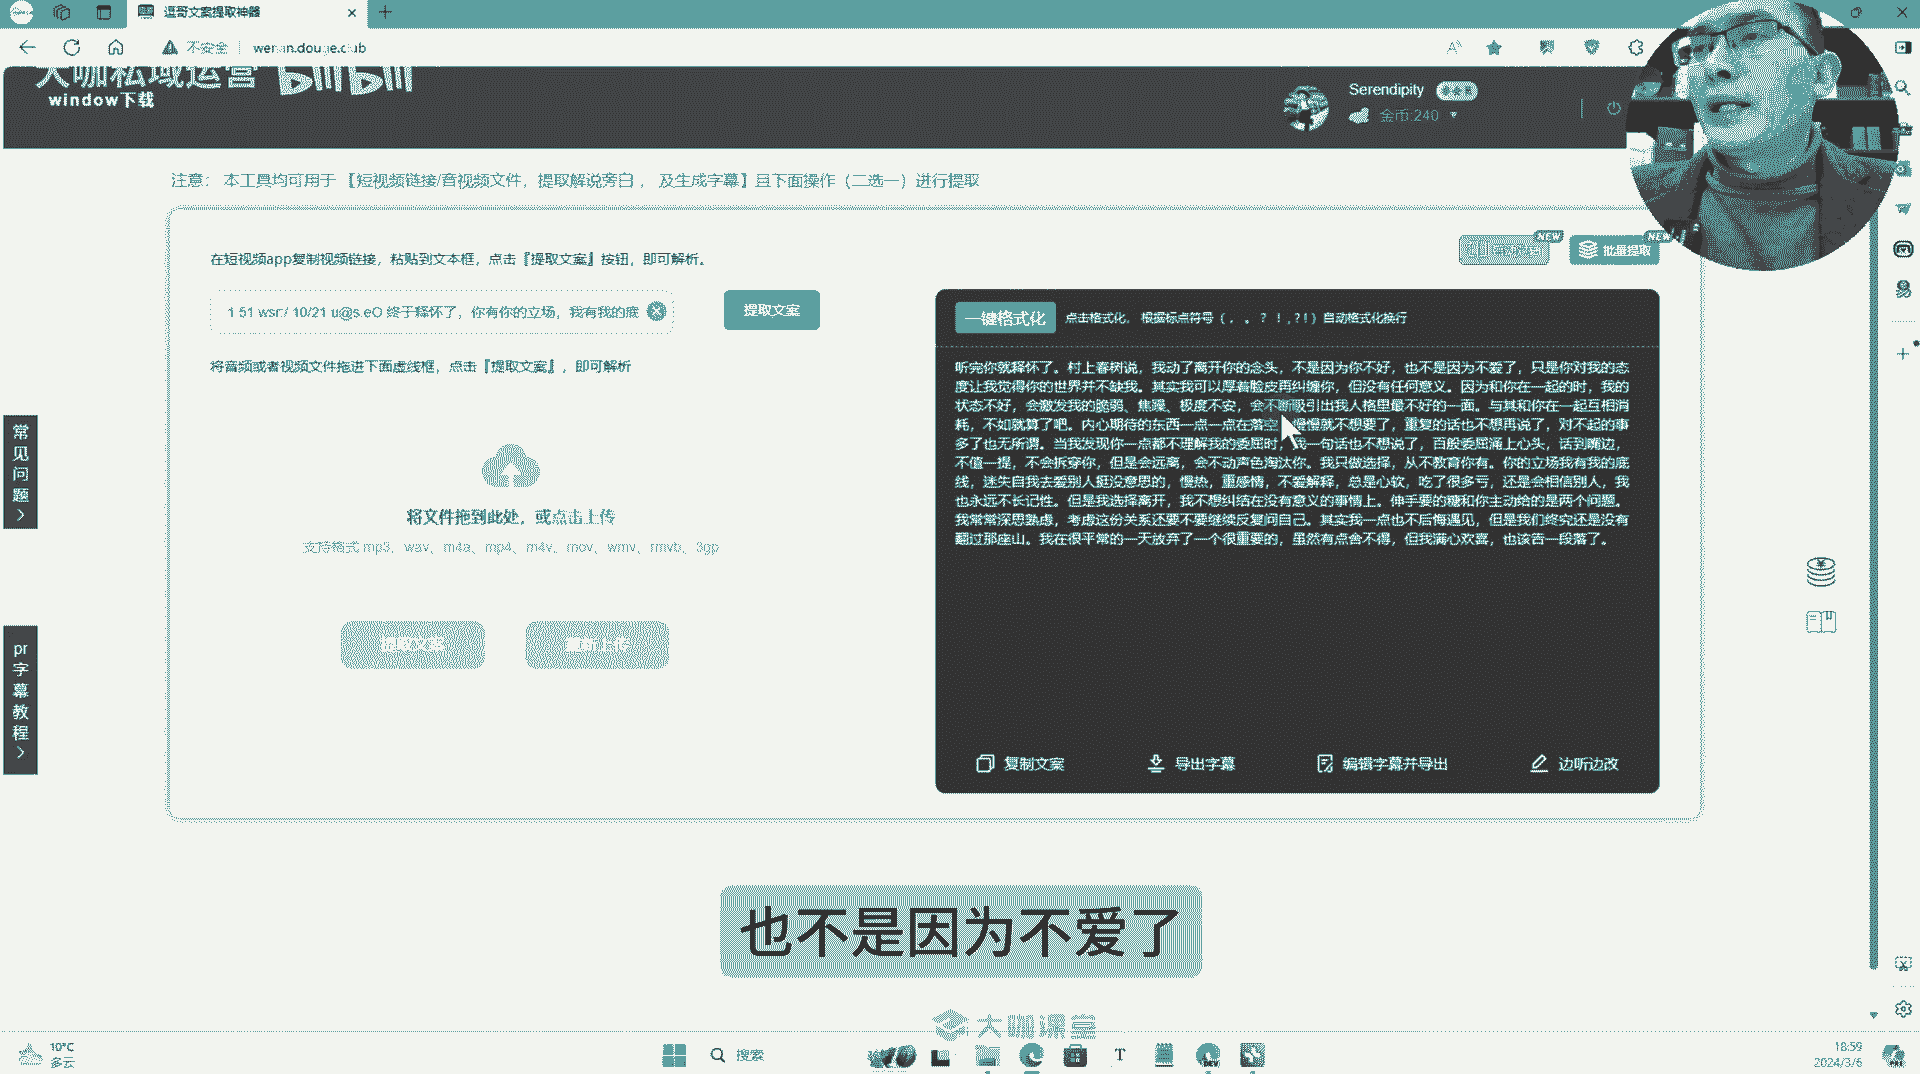 逗哥文案提取神器
不安全
大咖私域运营 bilibili
window下载
Serendipity
金币:240
注意： 本工具均可用于 【短视频链接/音视频文件，提取解说旁白 ， 及生成字幕】且下面操作（二选一）进行提取
在短视频app复制视频链接，粘贴到文本框，点击『提取文案』按钮，即可解析。
NEW
NEW
批量提取
终于释怀了，你有你的立场，我有我的底
提取文案
一键格式化
点击格式化， 根据标点符号（，。？！,?!）自动格式化换行
将音频或者视频文件拖进下面虚线框，点击『提取文案』，即可解析
听完你就释怀了。村上春树说，我动了离开你的念头，不是因为你不好，也不是因为不爱了，只是你对我的态
度让我觉得你的世界并不缺我。其实我可以厚着脸皮再纠缠你，但没有任何意义。因为和你在一起的时，我的
状态不好，会激发我的脆弱、焦躁、极度不安，会不断吸引出我人格里最不好的一面。与其和你在一起互相消
耗，不如就算了吧。内心期待的东西一点一点在落空，慢慢就不想要了，重复的话也不想再说了，对不起的事
多了也无所谓。当我发现你一点都不理解我的委屈时，我一句话也不想说了，百般委屈涌上心头，话到嘴边，
不值一提，不会拆穿你，但是会远离，会不动声色淘汰你。我只做选择，从不教育你有。你的立场我有我的底
线，迷失自我去爱别人挺没意思的，慢热，重感情，不爱解释，总是心软，吃了很多亏，还是会相信别人，我
也永远不长记性。但是我选择离开，我不想纠结在没有意义的事情上。伸手要的糖和你主动给的是两个问题。
我常常深思熟虑，考虑这份关系还要不要继续反复问自己。其实我一点也不后悔遇见，但是我们终究还是没有
翻过那座山。我在很平常的一天放弃了一个很重要的，虽然有点舍不得，但我满心欢喜，也该告一段落了。
常见问题
将文件拖到此处，或点击上传
支持格式 mp3、wav、m4a、mp4、m4v、mov、wmv、rmvb、3gp
提取文案
重新上传
pr字幕教程
复制文案
导出字幕
编辑字幕并导出
边听边改
也不是因为不爱了
大咖课堂
10°C
多云
搜索
18:59
2024/3/6